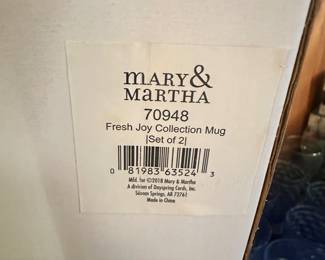 MARY&
MARTHA
70948
Fresh Joy Collection Mug
|Set of 2|
0 81983 63524 3
Mfd. for ©2018 Mary & Martha
A division of Dayspring Cards, Inc.
Siloam Springs, AR 72761
Made in China